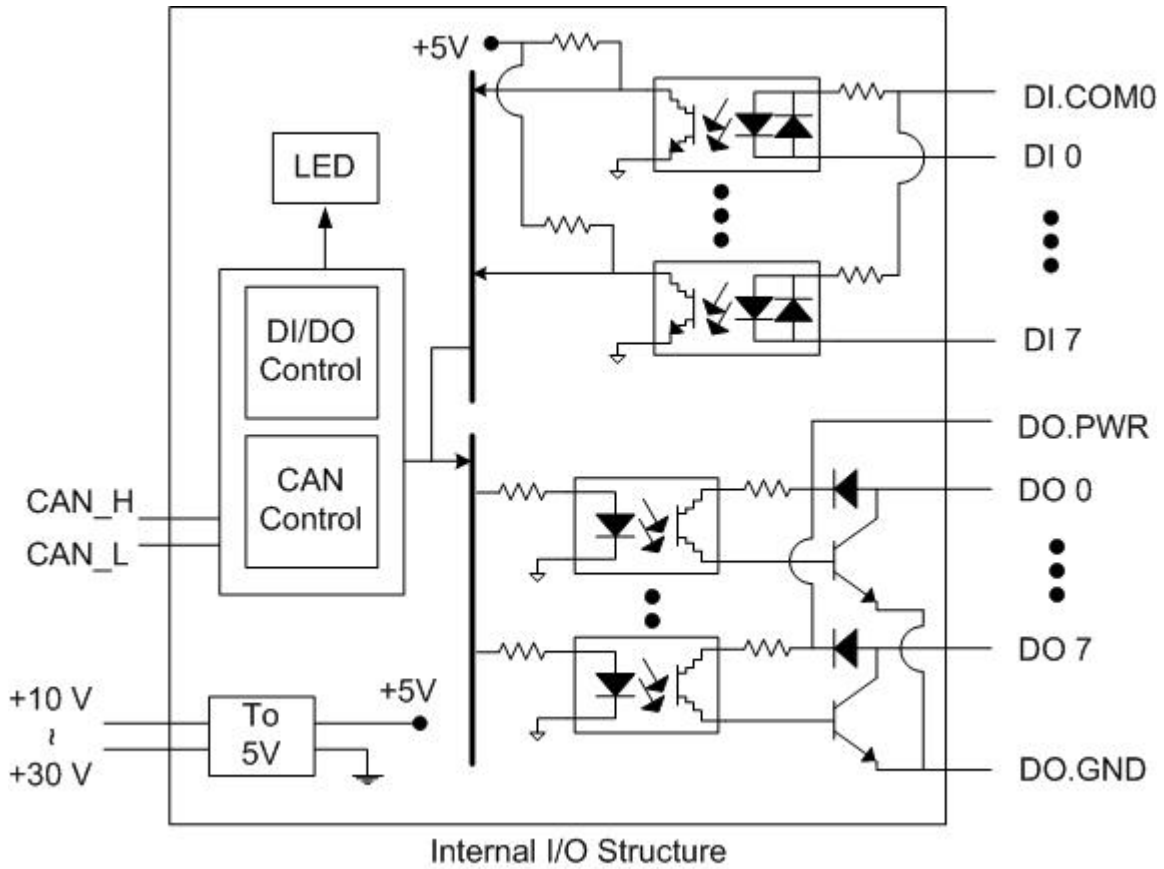 +5V
DI.COM0
DI 0
LED
DI/DO
Control
DI 7
DO.PWR
CAN
Control
CAN_H
CAN_L
DO 0
DO 7
+10 V
~
+30 V
To
5V
+5V
DO.GND
Internal I/O Structure